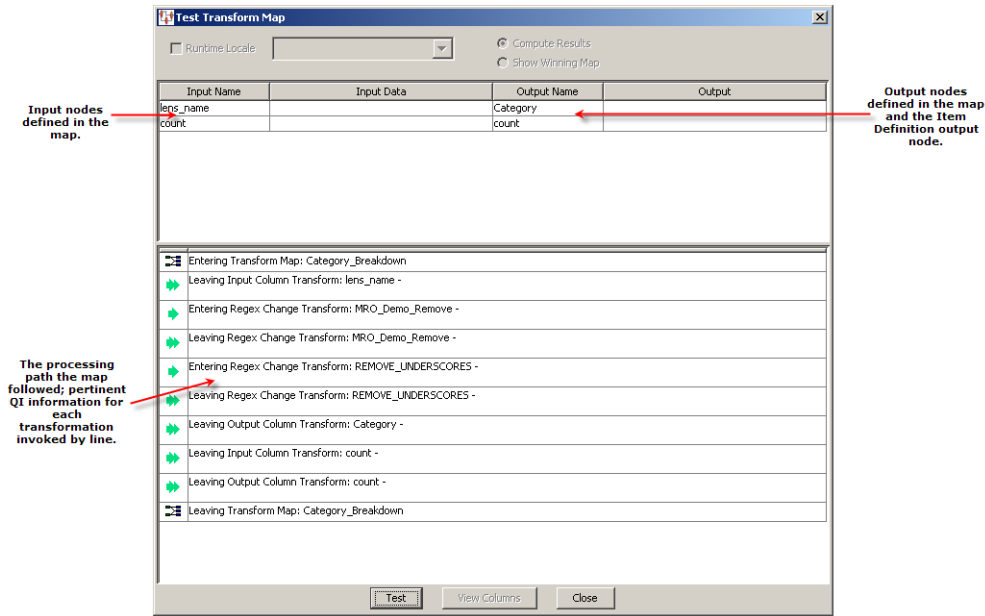 Test Transform Map
Runtime Locale
Compute Results
Show Winning Map
Input Name Input Data Output Name Output
lens_name Category
count count
Input nodes
defined in the
map.
Output nodes
defined in the map
and the Item
Definition output
node.
Entering Transform Map: Category_Breakdown
Leaving Input Column Transform: lens_name -
Entering Regex Change Transform: MRO_Demo_Remove -
Leaving Regex Change Transform: MRO_Demo_Remove -
Entering Regex Change Transform: REMOVE_UNDERSCORES -
Leaving Regex Change Transform: REMOVE_UNDERSCORES -
Leaving Output Column Transform: Category -
Leaving Input Column Transform: count -
Leaving Output Column Transform: count -
Leaving Transform Map: Category_Breakdown
The processing
path the map
followed; pertinent
QI information for
each
transformation
invoked by line.
Test View Columns Close